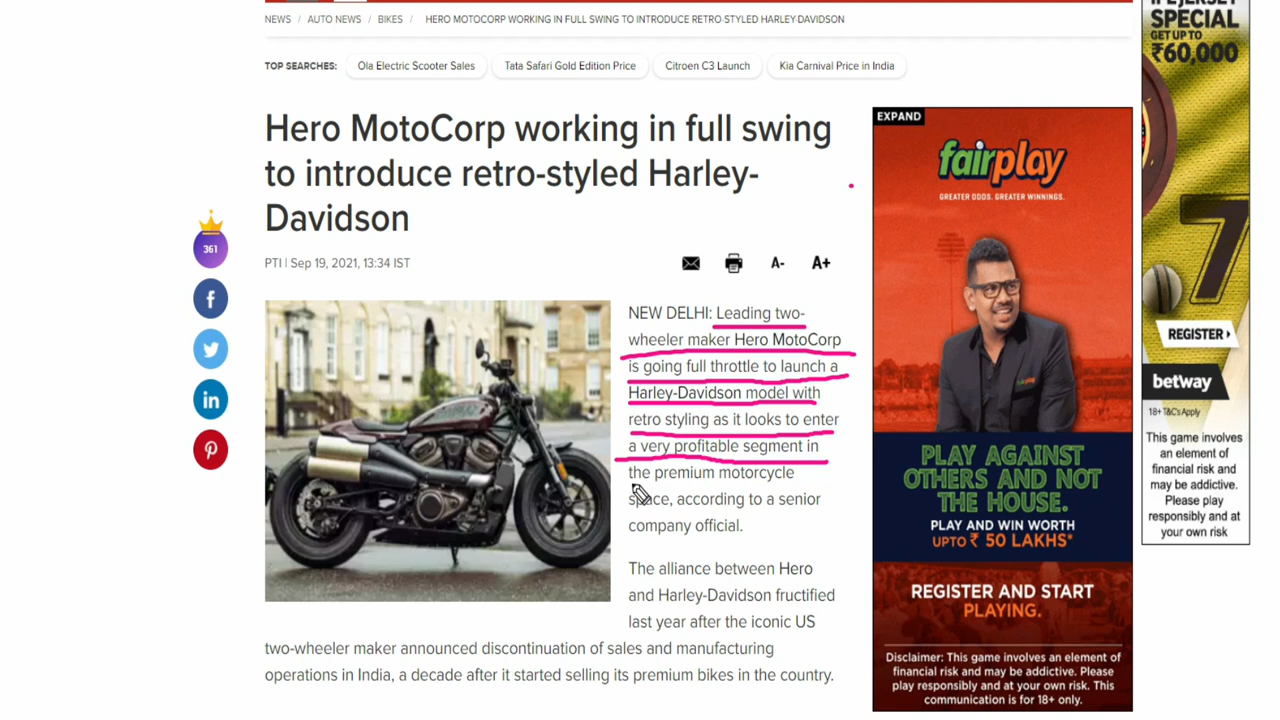 NEWS / AUTO NEWS / BIKES / HERO MOTOCORP WORKING IN FULL SWING TO INTRODUCE RETRO-STYLED HARLEY-DAVIDSON
TOP SEARCHES: Ola Electric Scooter Sales Tata Safari Gold Edition Price Citroen C3 Launch Kia Carnival Price in India
Hero MotoCorp working in full swing
to introduce retro-styled Harley-
Davidson
PTI | Sep 19, 2021, 13:34 IST
A- A+
361
NEW DELHI: Leading two-
wheeler maker Hero MotoCorp
is going full throttle to launch a
Harley-Davidson model with
retro styling as it looks to enter
a very profitable segment in
the premium motorcycle
space, according to a senior
company official.
The alliance between Hero
and Harley-Davidson fructified
last year after the iconic US
two-wheeler maker announced discontinuation of sales and manufacturing
operations in India, a decade after it started selling its premium bikes in the country.
EXPAND
fairplay
GREATER ODDS. GREATER WINNINGS.
fairplay
PLAY AGAINST
OTHERS AND NOT
THE HOUSE.
PLAY AND WIN WORTH
UPTO ₹ 50 LAKHS*
REGISTER AND START
PLAYING.
Disclaimer: This game involves an element of
financial risk and may be addictive. Please
play responsibly and at your own risk. This
communication is for 18+ only.
SPECIAL
GET UP TO
₹60,000
7
REGISTER
betway
18+ T&C's Apply
This game involves
an element of
financial risk and
may be addictive.
Please play
responsibly and at
your own risk